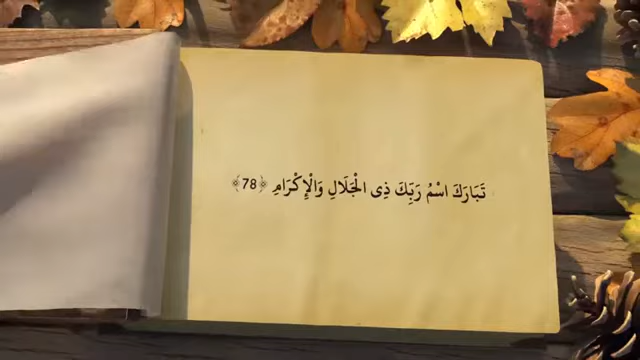 تَبَارَكَ اسْمُ رَبِّكَ ذِى الْجَلَالِ وَالْإِكْرَامِ ﴿78﴾